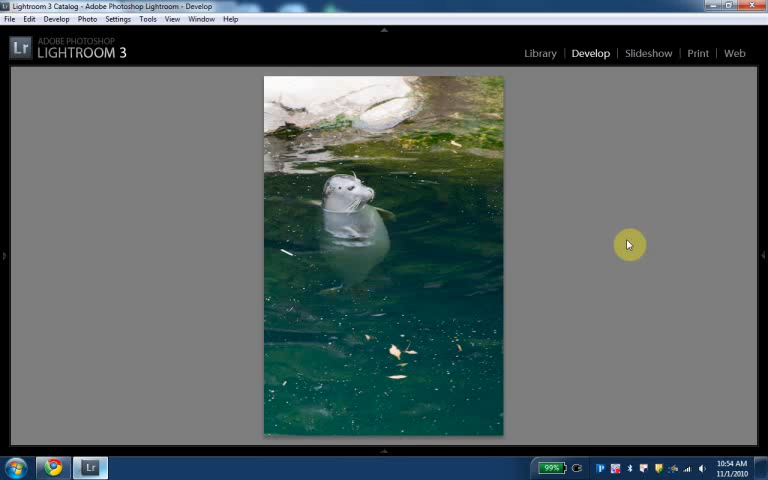 Lightroom 3 Catalog - Adobe Photoshop Lightroom - Develop
File Edit Develop Photo Settings Tools View Window Help
Lr ADOBE PHOTOSHOP
LIGHTROOM 3
Library | Develop | Slideshow | Print | Web
Lr
99%
10:54 AM
11/1/2010